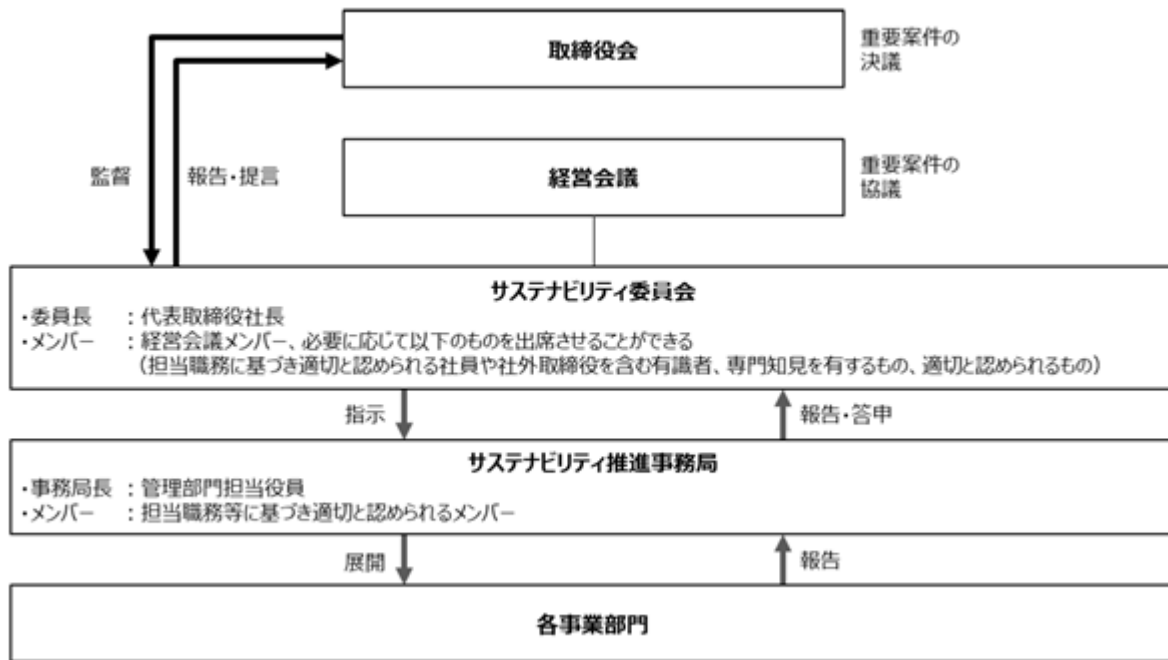 取締役会
重要案件の
決議
監督
報告・提言
経営会議
重要案件の
協議
サステナビリティ委員会
・委員長　：代表取締役社長
・メンバー　：経営会議メンバー、必要に応じて以下のものを出席させることができる
（担当職務に基づき適切と認められる社員や社外取締役を含む有識者、専門知見を有するもの、適切と認められるもの）
指示
報告・答申
サステナビリティ推進事務局
・事務局長：管理部門担当役員
・メンバー　：担当職務等に基づき適切と認められるメンバー
展開
報告
各事業部門